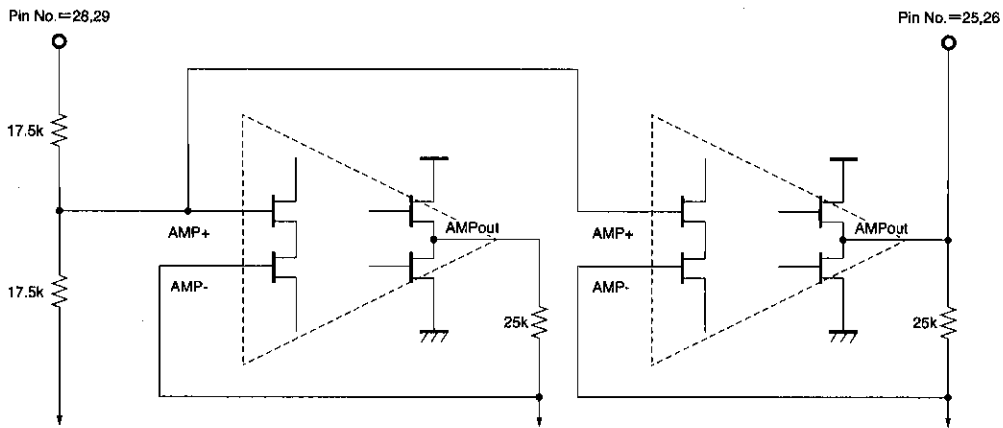 Pin No.=28,29
Pin No.=25,26
17.5k
AMP+
AMPout
AMP+
AMPout
17.5k
AMP-
AMP-
25k
25k